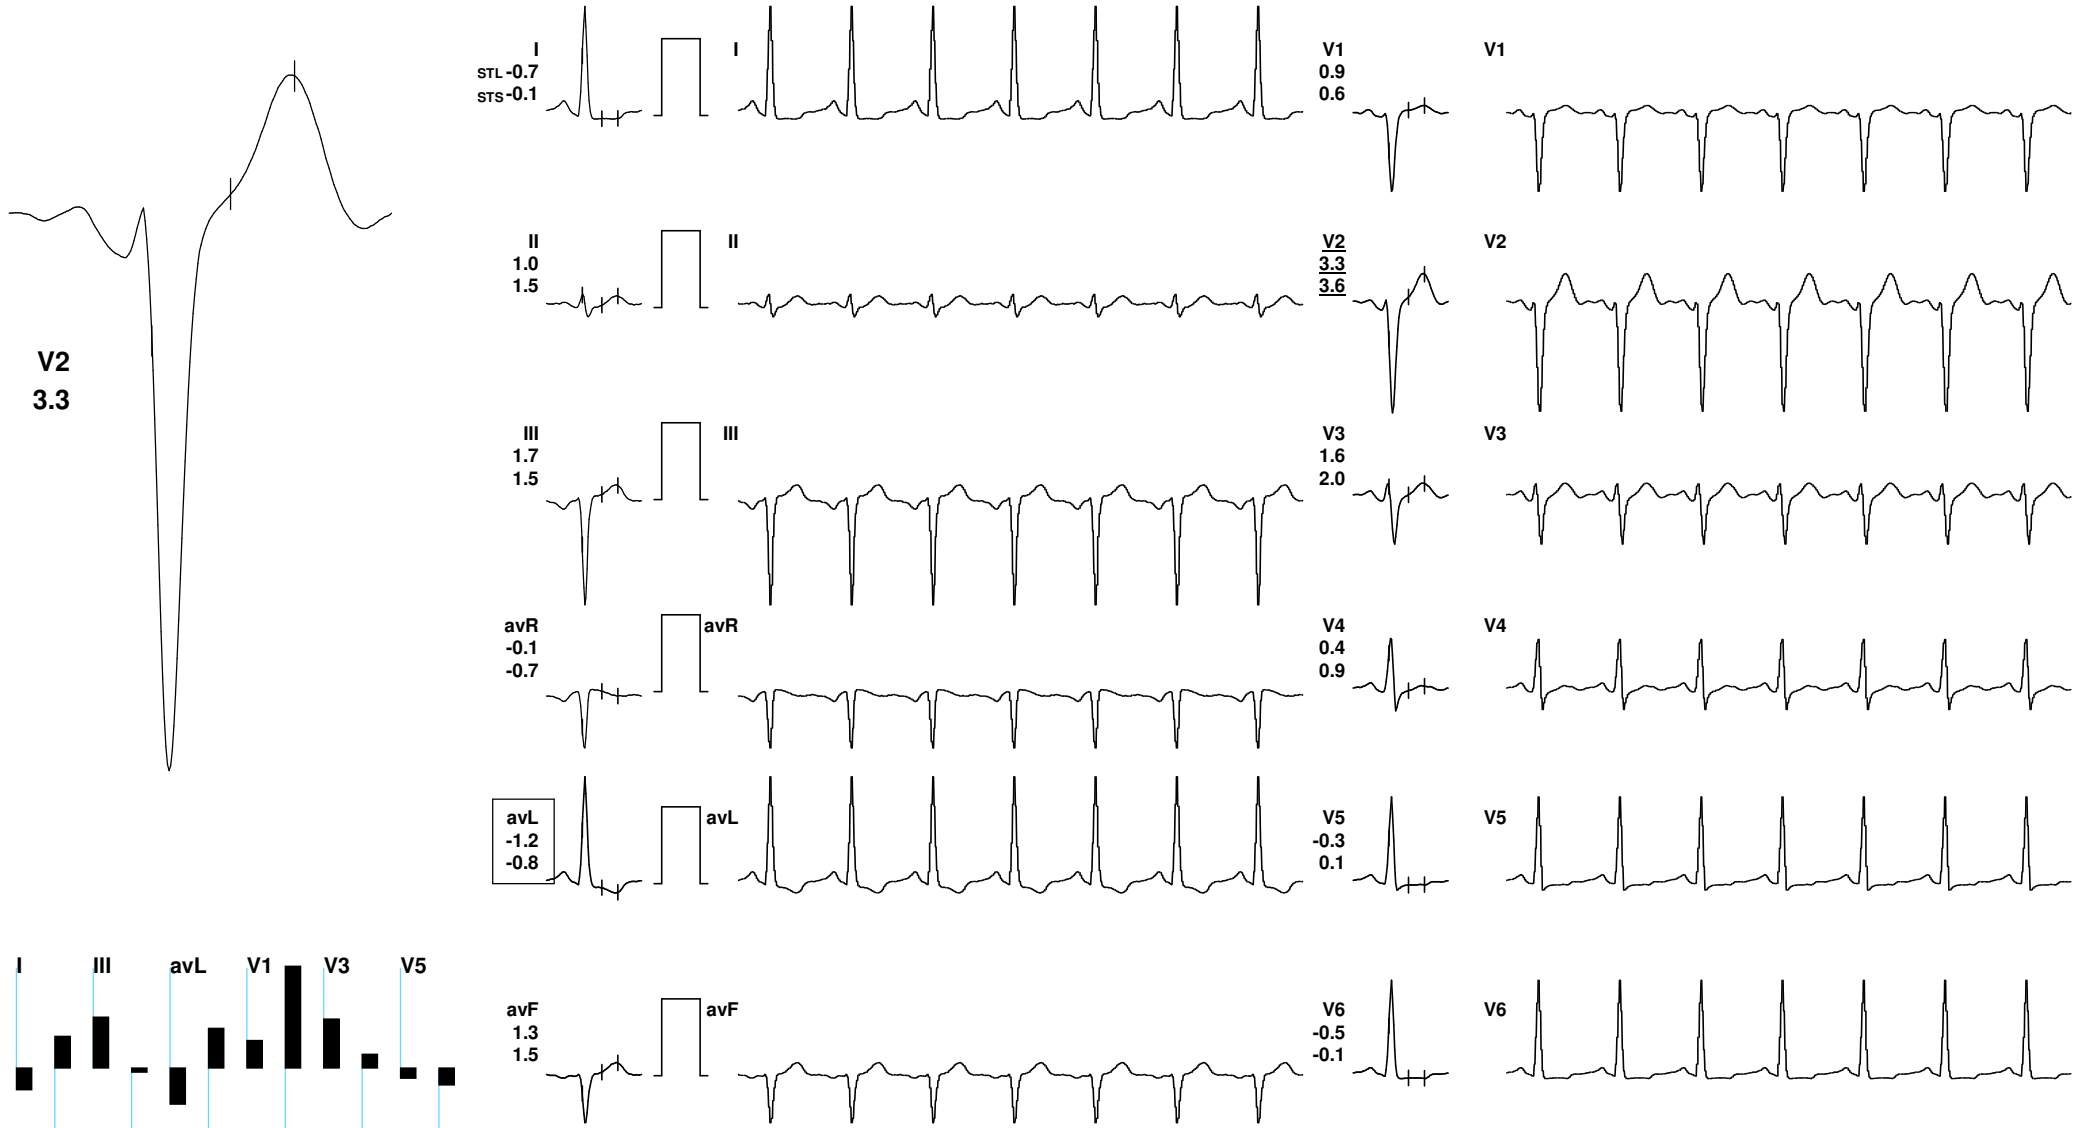 V2
3.3
I
STL -0.7
STS -0.1
I
II
1.0
1.5
II
III
1.7
1.5
III
avR
-0.1
-0.7
avR
avL
-1.2
-0.8
avL
avF
1.3
1.5
avF
V1
0.9
0.6
V1
V2
3.3
3.6
V2
V3
1.6
2.0
V3
V4
0.4
0.9
V4
V5
-0.3
0.1
V5
V6
-0.5
-0.1
V6
I III avL V1 V3 V5